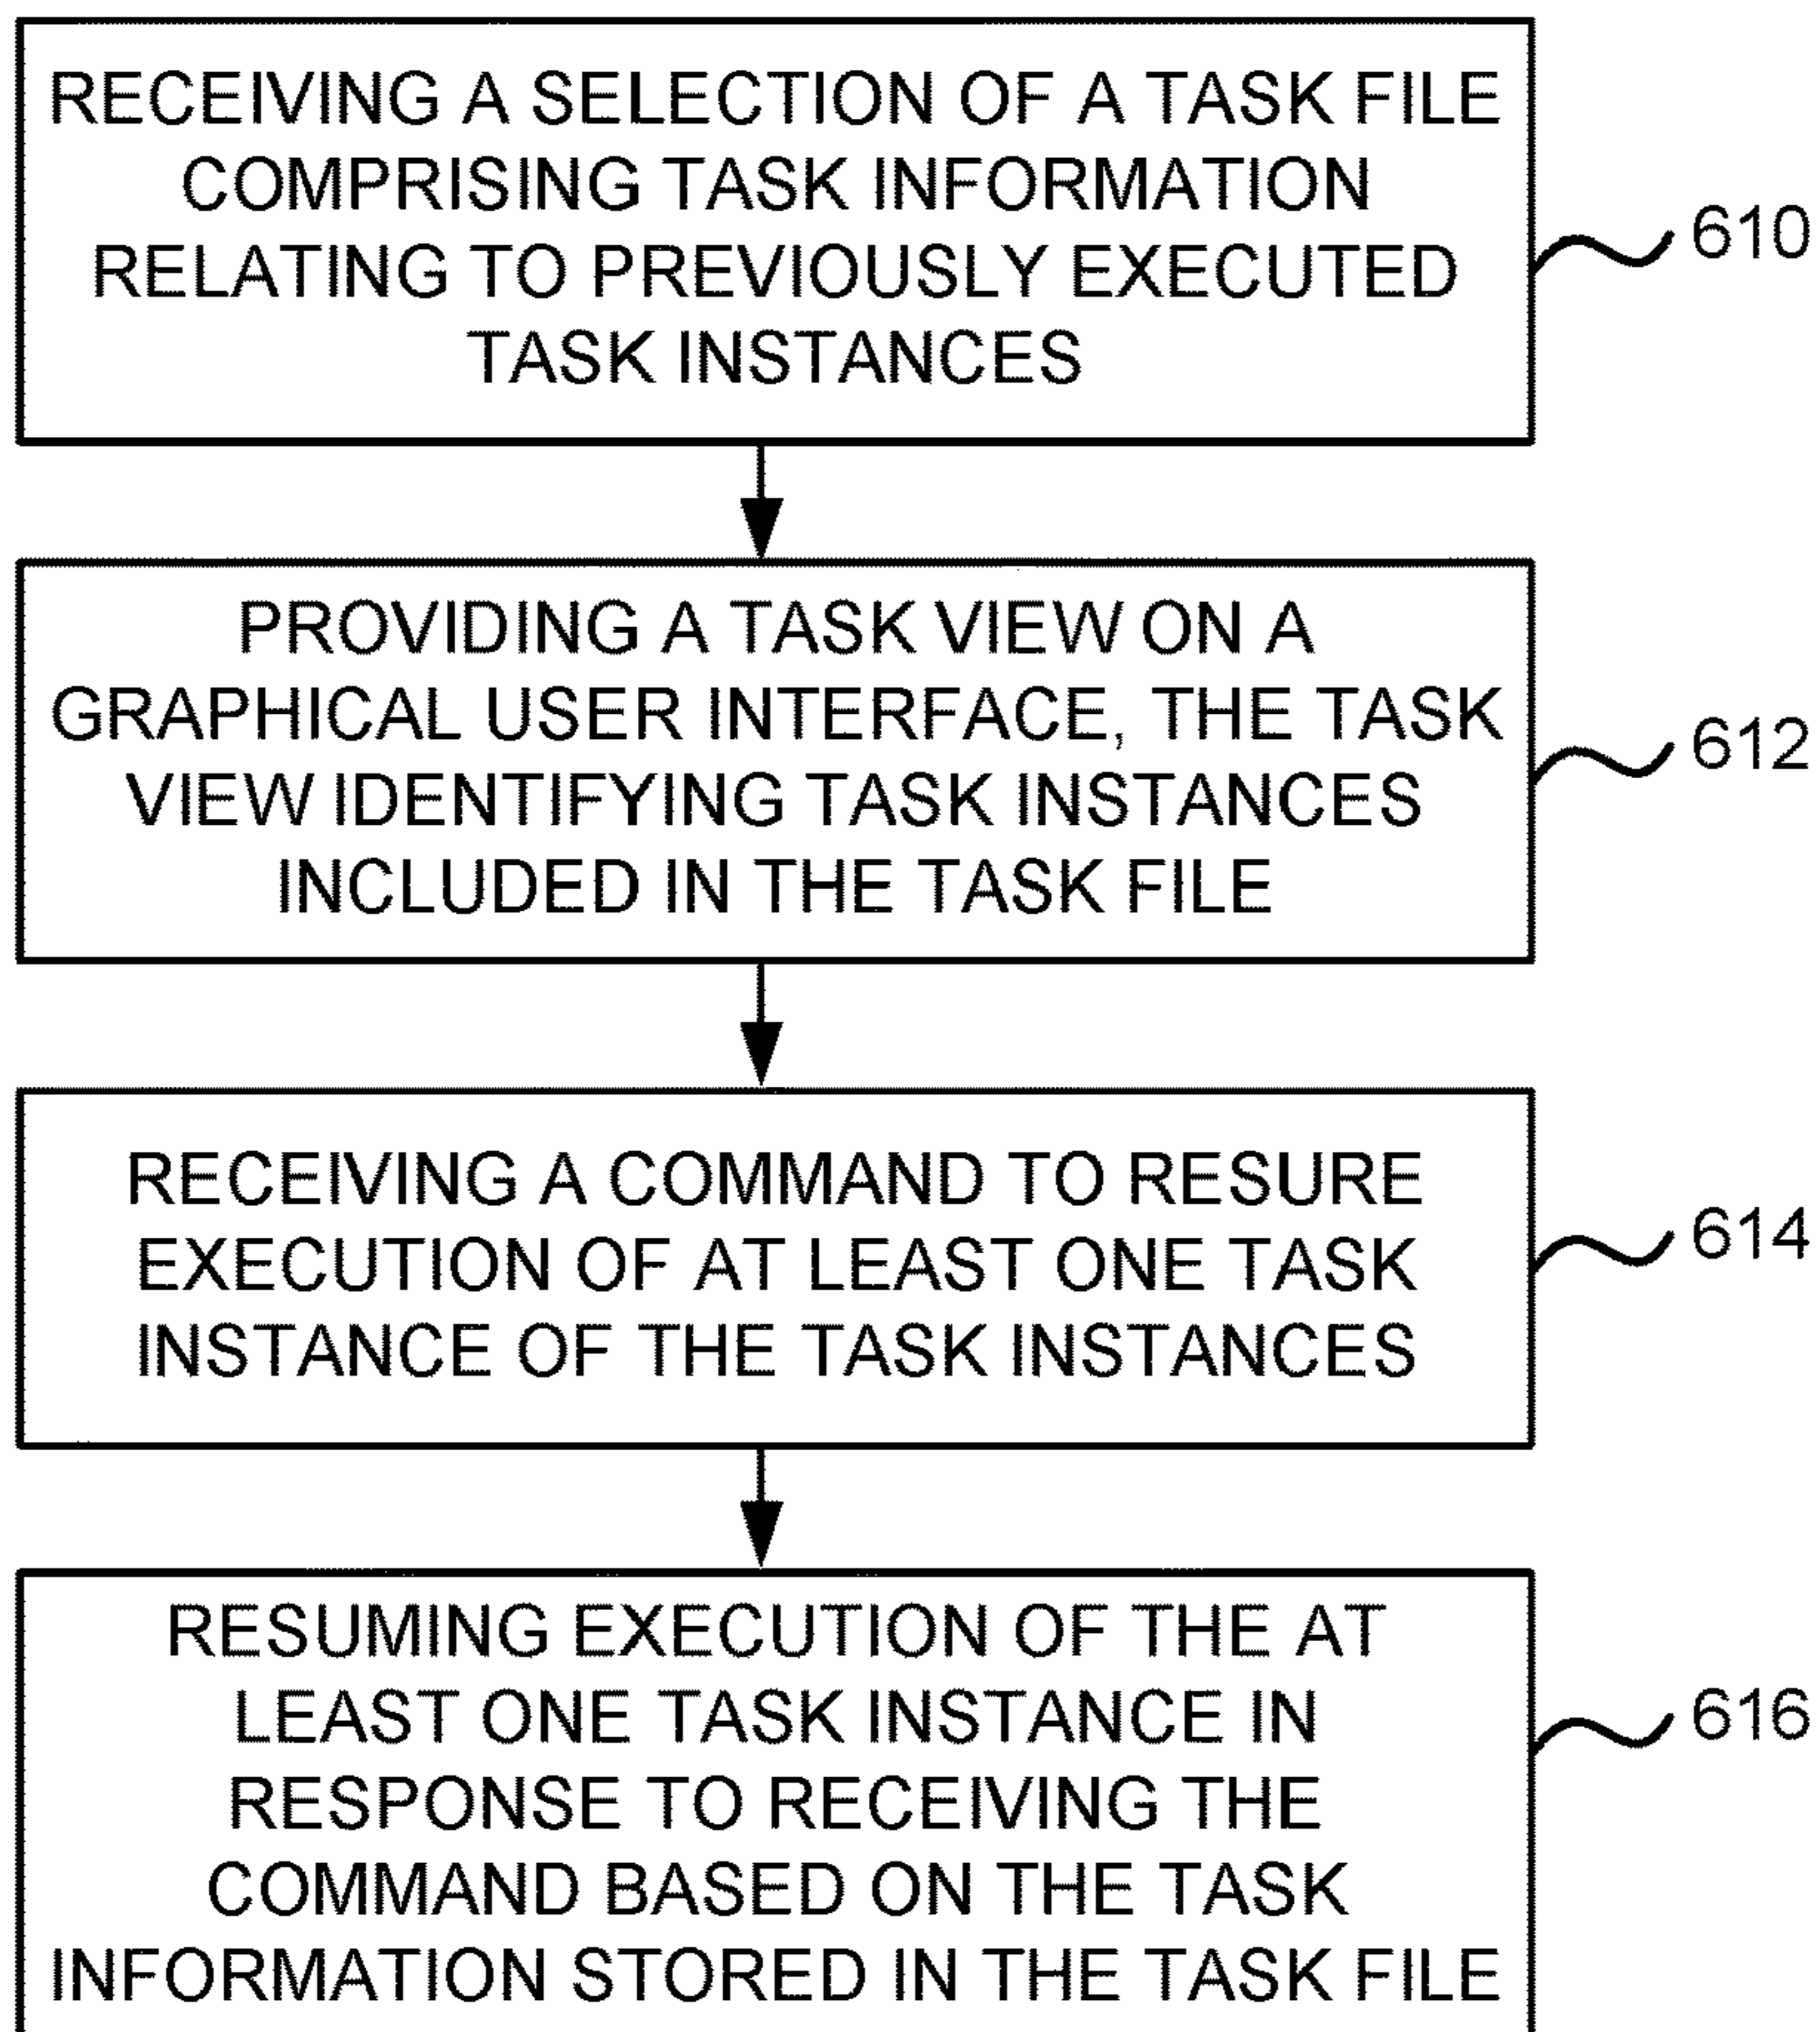 RECEIVING A SELECTION OF A TASK FILE
COMPRISING TASK INFORMATION
RELATING TO PREVIOUSLY EXECUTED
TASK INSTANCES
610
PROVIDING A TASK VIEW ON A
GRAPHICAL USER INTERFACE, THE TASK
VIEW IDENTIFYING TASK INSTANCES
INCLUDED IN THE TASK FILE
612
RECEIVING A COMMAND TO RESURE
EXECUTION OF AT LEAST ONE TASK
INSTANCE OF THE TASK INSTANCES
614
RESUMING EXECUTION OF THE AT
LEAST ONE TASK INSTANCE IN
RESPONSE TO RECEIVING THE
COMMAND BASED ON THE TASK
INFORMATION STORED IN THE TASK FILE
616